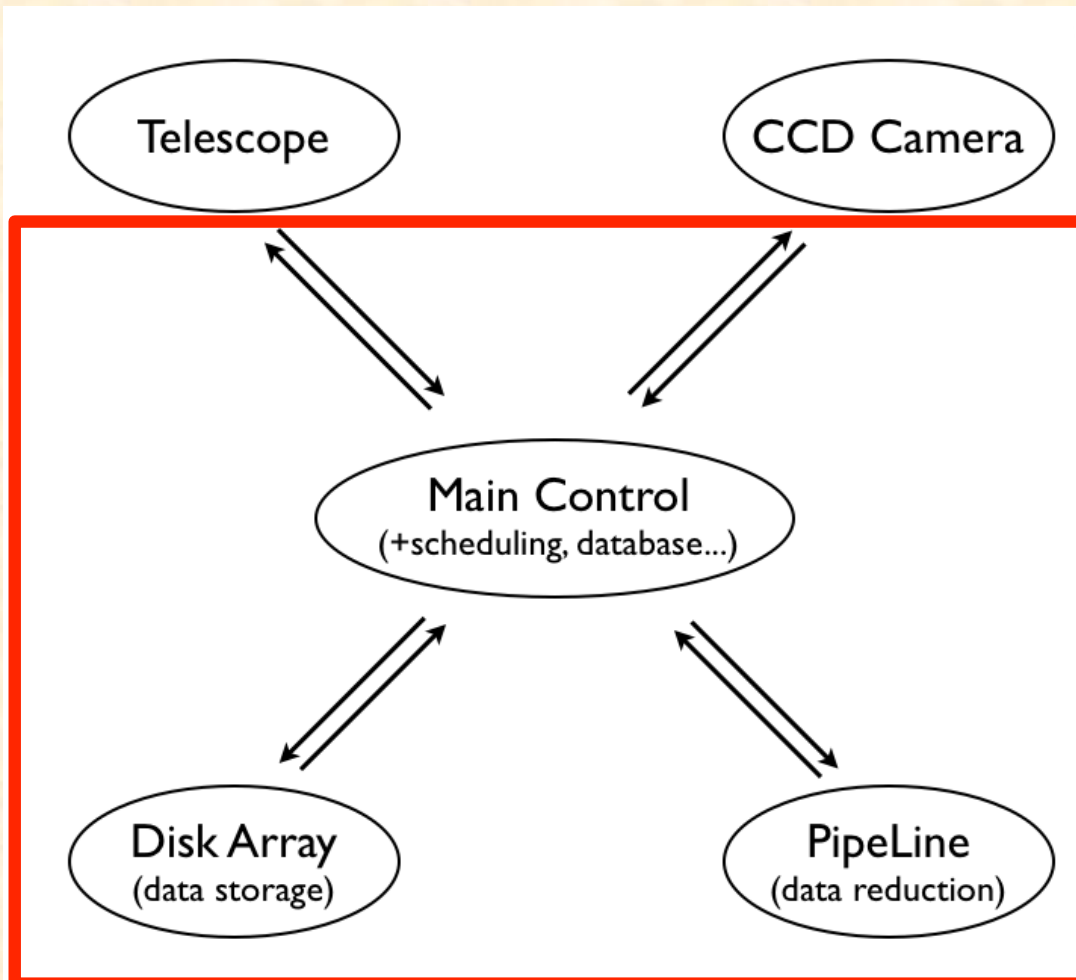 Telescope
CCD Camera
Main Control
(+scheduling, database...)
Disk Array
(data storage)
PipeLine
(data reduction)